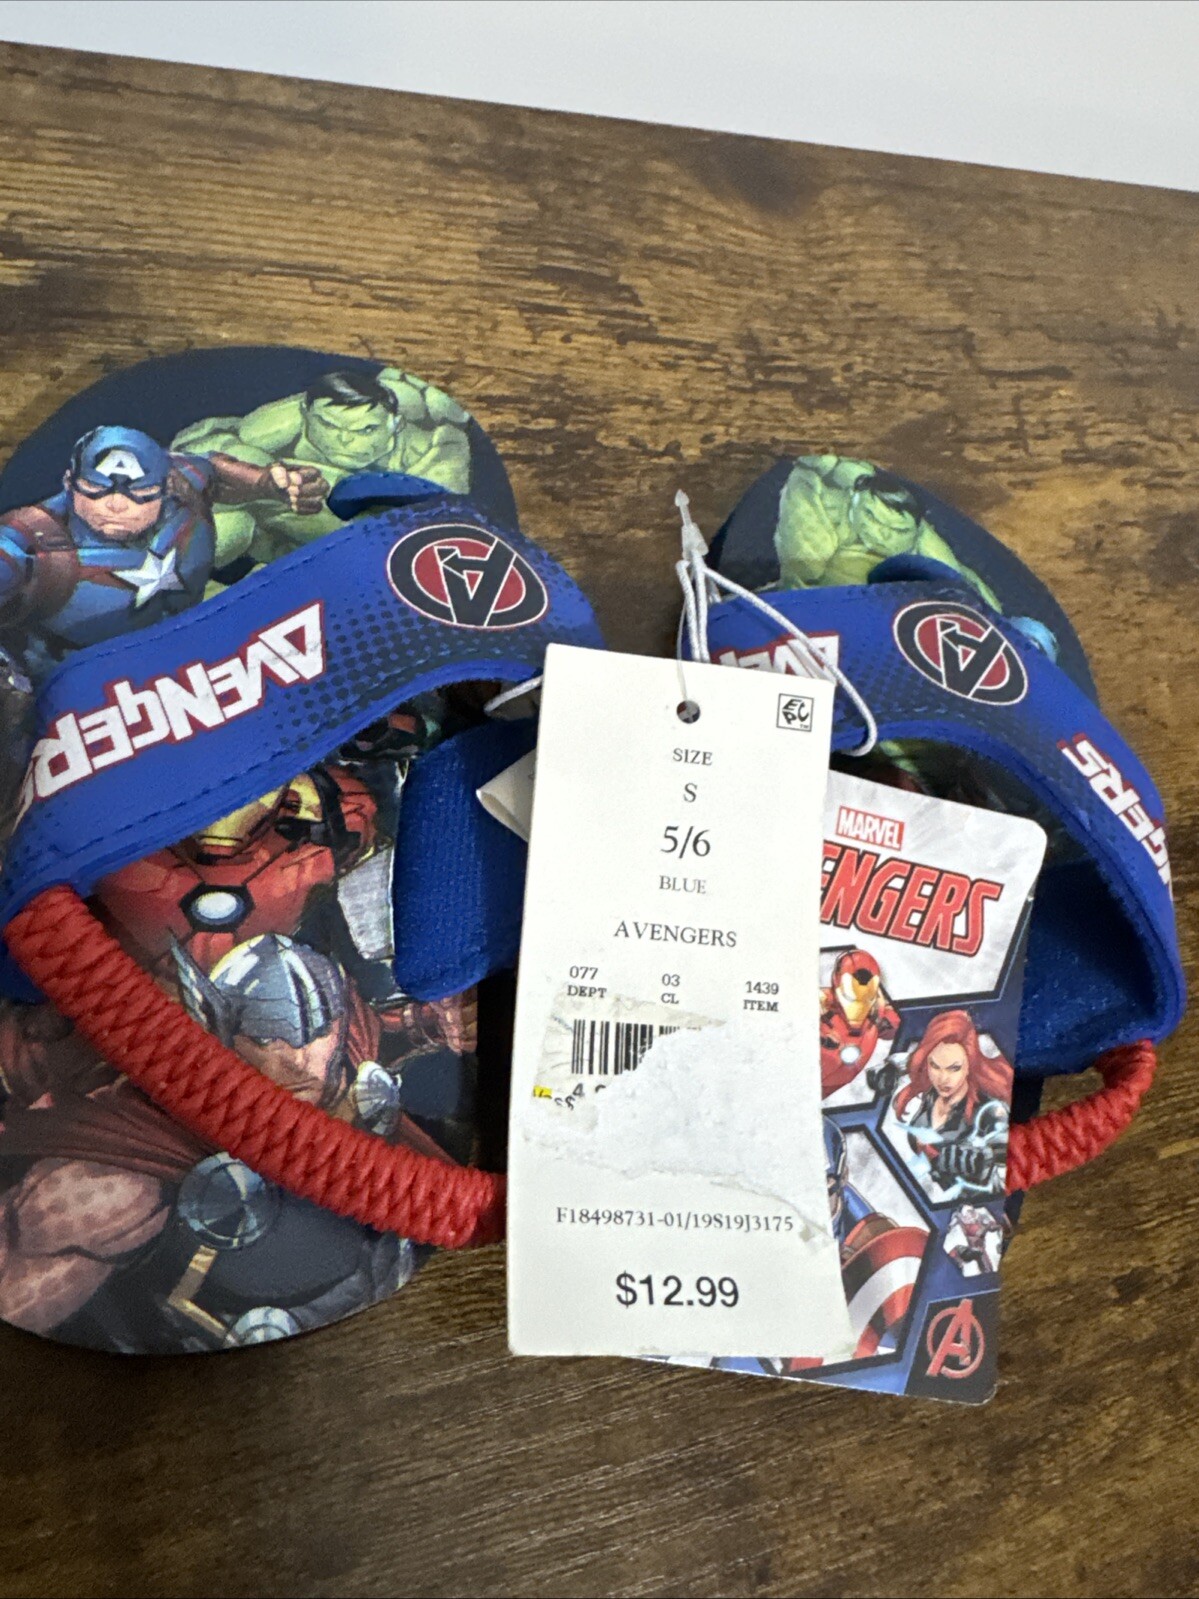 AVENGERS
SIZE
S
5/6
BLUE
AVENGERS
077 03 1439
DEPT CL ITEM
F18498731-01/19S19J3175
$12.99
MARVEL
ENGERS